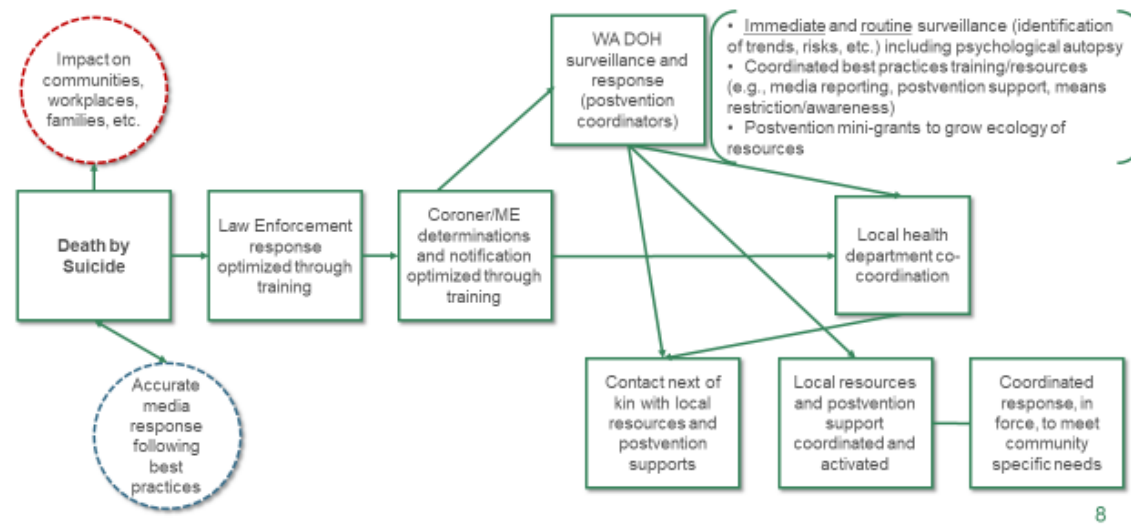 Impact on
communities,
workplaces,
families, etc.
WA DOH
surveillance and
response
(postvention
coordinators)
• Immediate and routine surveillance (identification
of trends, risks, etc.) including psychological autopsy
• Coordinated best practices training/resources
(e.g., media reporting, postvention support, means
restriction/awareness)
• Postvention mini-grants to grow ecology of
resources
Death by
Suicide
Law Enforcement
response
optimized through
training
Coroner/ME
determinations
and notification
optimized through
training
Local health
department co-
coordination
Accurate
media
response
following
best
practices
Contact next of
kin with local
resources and
postvention
supports
Local resources
and postvention
support
coordinated and
activated
Coordinated
response, in
force, to meet
community
specific needs
8